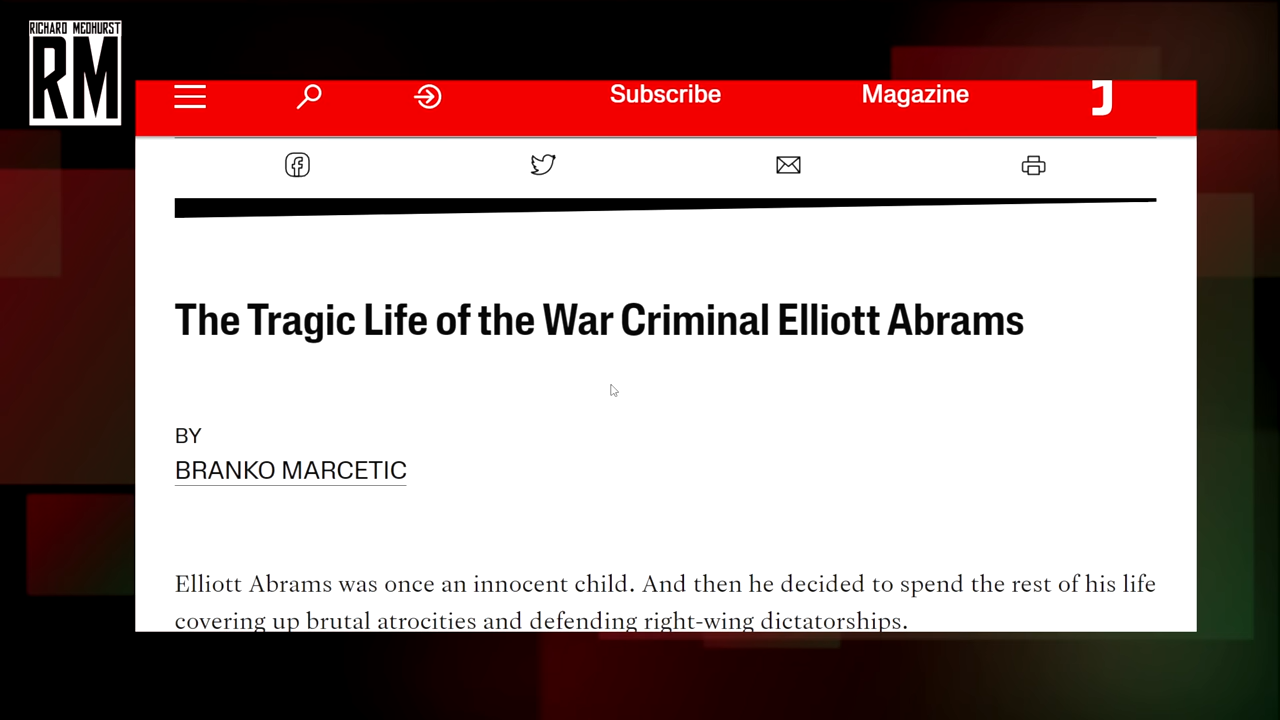 RICHARD MEDHURST
RM
Subscribe
Magazine
J
The Tragic Life of the War Criminal Elliott Abrams
BY
BRANKO MARCETIC
Elliott Abrams was once an innocent child. And then he decided to spend the rest of his life
covering up brutal atrocities and defending right-wing dictatorships.